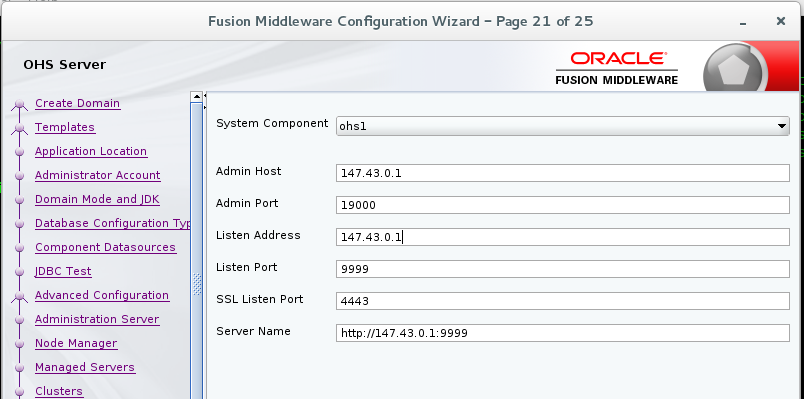 Fusion Middleware Configuration Wizard – Page 21 of 25
OHS Server
ORACLE
FUSION MIDDLEWARE
Create Domain
Templates
Application Location
Administrator Account
Domain Mode and JDK
Database Configuration Typ
Component Datasources
JDBC Test
Advanced Configuration
Administration Server
Node Manager
Managed Servers
Clusters
System Component ohs1
Admin Host 147.43.0.1
Admin Port 19000
Listen Address 147.43.0.1
Listen Port 9999
SSL Listen Port 4443
Server Name http://147.43.0.1:9999